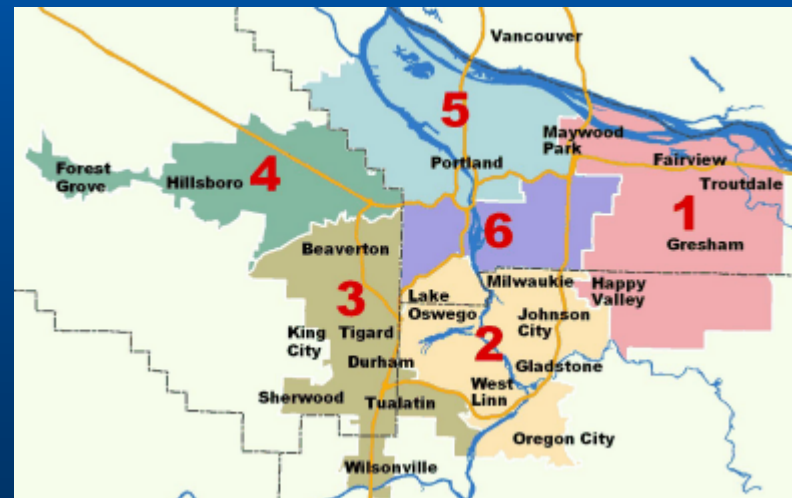 Vancouver
5
Maywood
Park
Portland
Fairview
Forest
Grove
Hillsboro
4
Troutdale
1
6
Gresham
Beaverton
Milwaukie
Happy
Valley
3
Lake
Oswego
Johnson
City
King
City
Tigard
2
Durham
Gladstone
West
Linn
Sherwood
Tualatin
Oregon City
Wilsonville